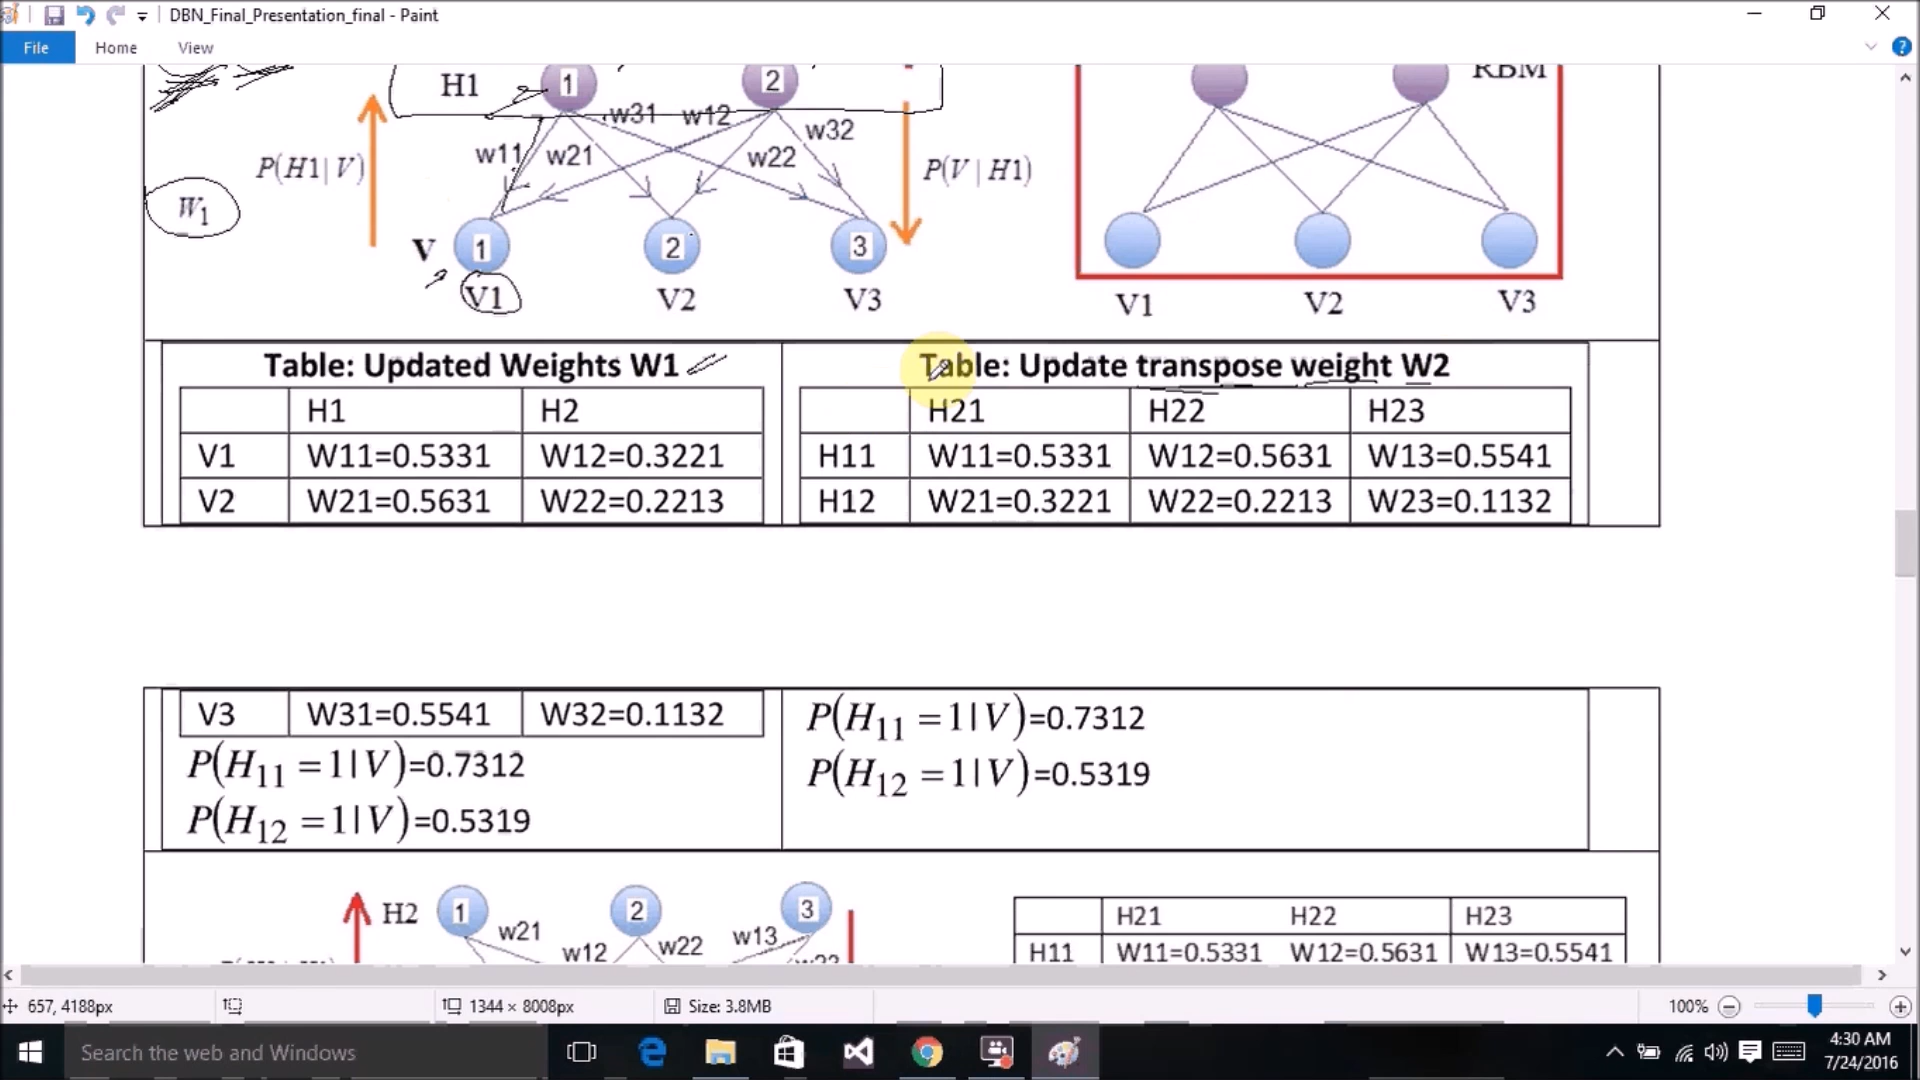 DBN_Final_Presentation_final - Paint
File Home View
H1 1 2 RBM
w31 w12 w32
w11 w21 w22
P(H1 | V) P(V | H1)
W1
V 1 2 3
V1 V2 V3 V1 V2 V3
Table: Updated Weights W1
H1 H2
V1 W11=0.5331 W12=0.3221
V2 W21=0.5631 W22=0.2213
Table: Update transpose weight W2
H21 H22 H23
H11 W11=0.5331 W12=0.5631 W13=0.5541
H12 W21=0.3221 W22=0.2213 W23=0.1132
V3 W31=0.5541 W32=0.1132
P(H11 = 1 | V)=0.7312
P(H12 = 1 | V)=0.5319
P(H11 = 1 | V)=0.7312
P(H12 = 1 | V)=0.5319
H2 1 2 3
w21 w12 w22 w13
H21 H22 H23
H11 W11=0.5331 W12=0.5631 W13=0.5541
657, 4188px 1344 × 8008px Size: 3.8MB 100%
Search the web and Windows
4:30 AM
7/24/2016